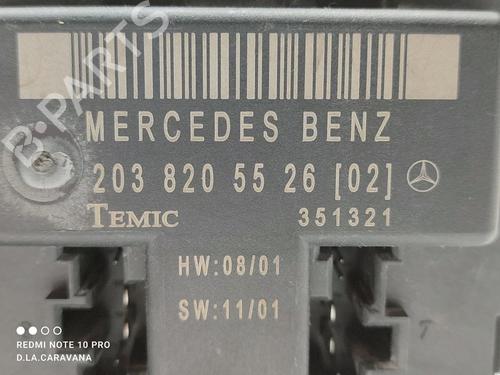 B-PARTS
MERCEDES BENZ
203 820 55 26 [02]
TEMIC 351321
HW:08/01
SW:11/01
REDMI NOTE 10 PRO
D.LA.CARAVANA